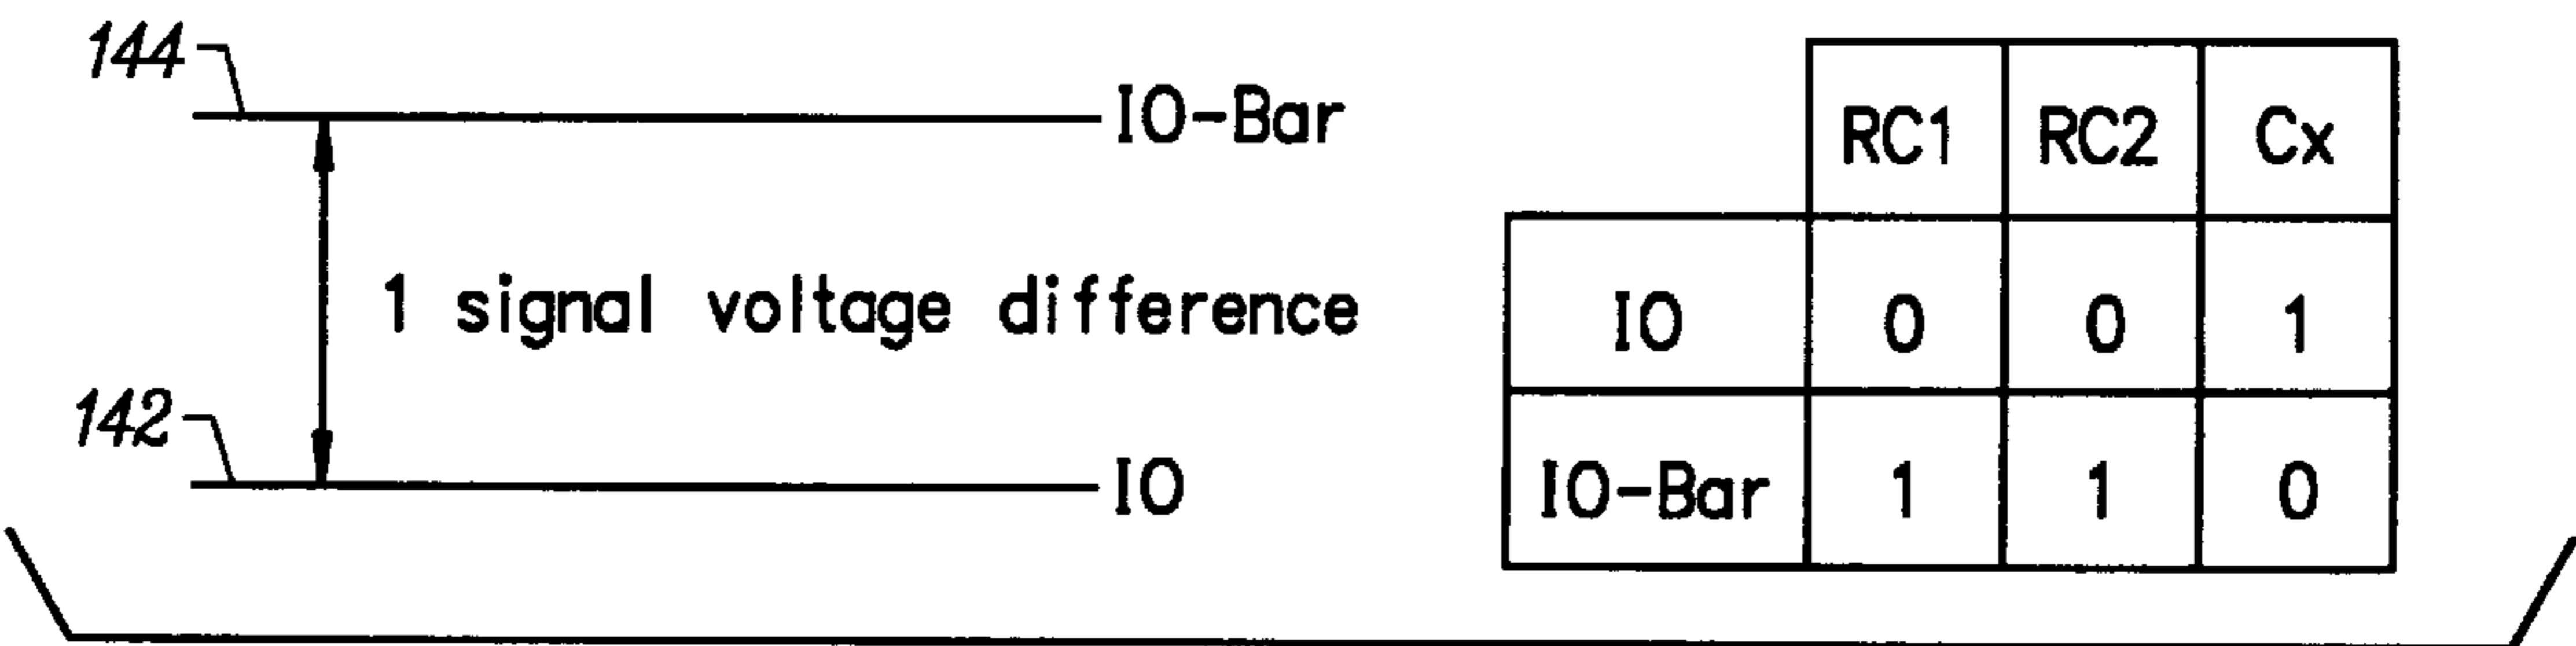 144
IO-Bar
1 signal voltage difference
142
IO
RC1 RC2 Cx
IO 0 0 1
IO-Bar 1 1 0